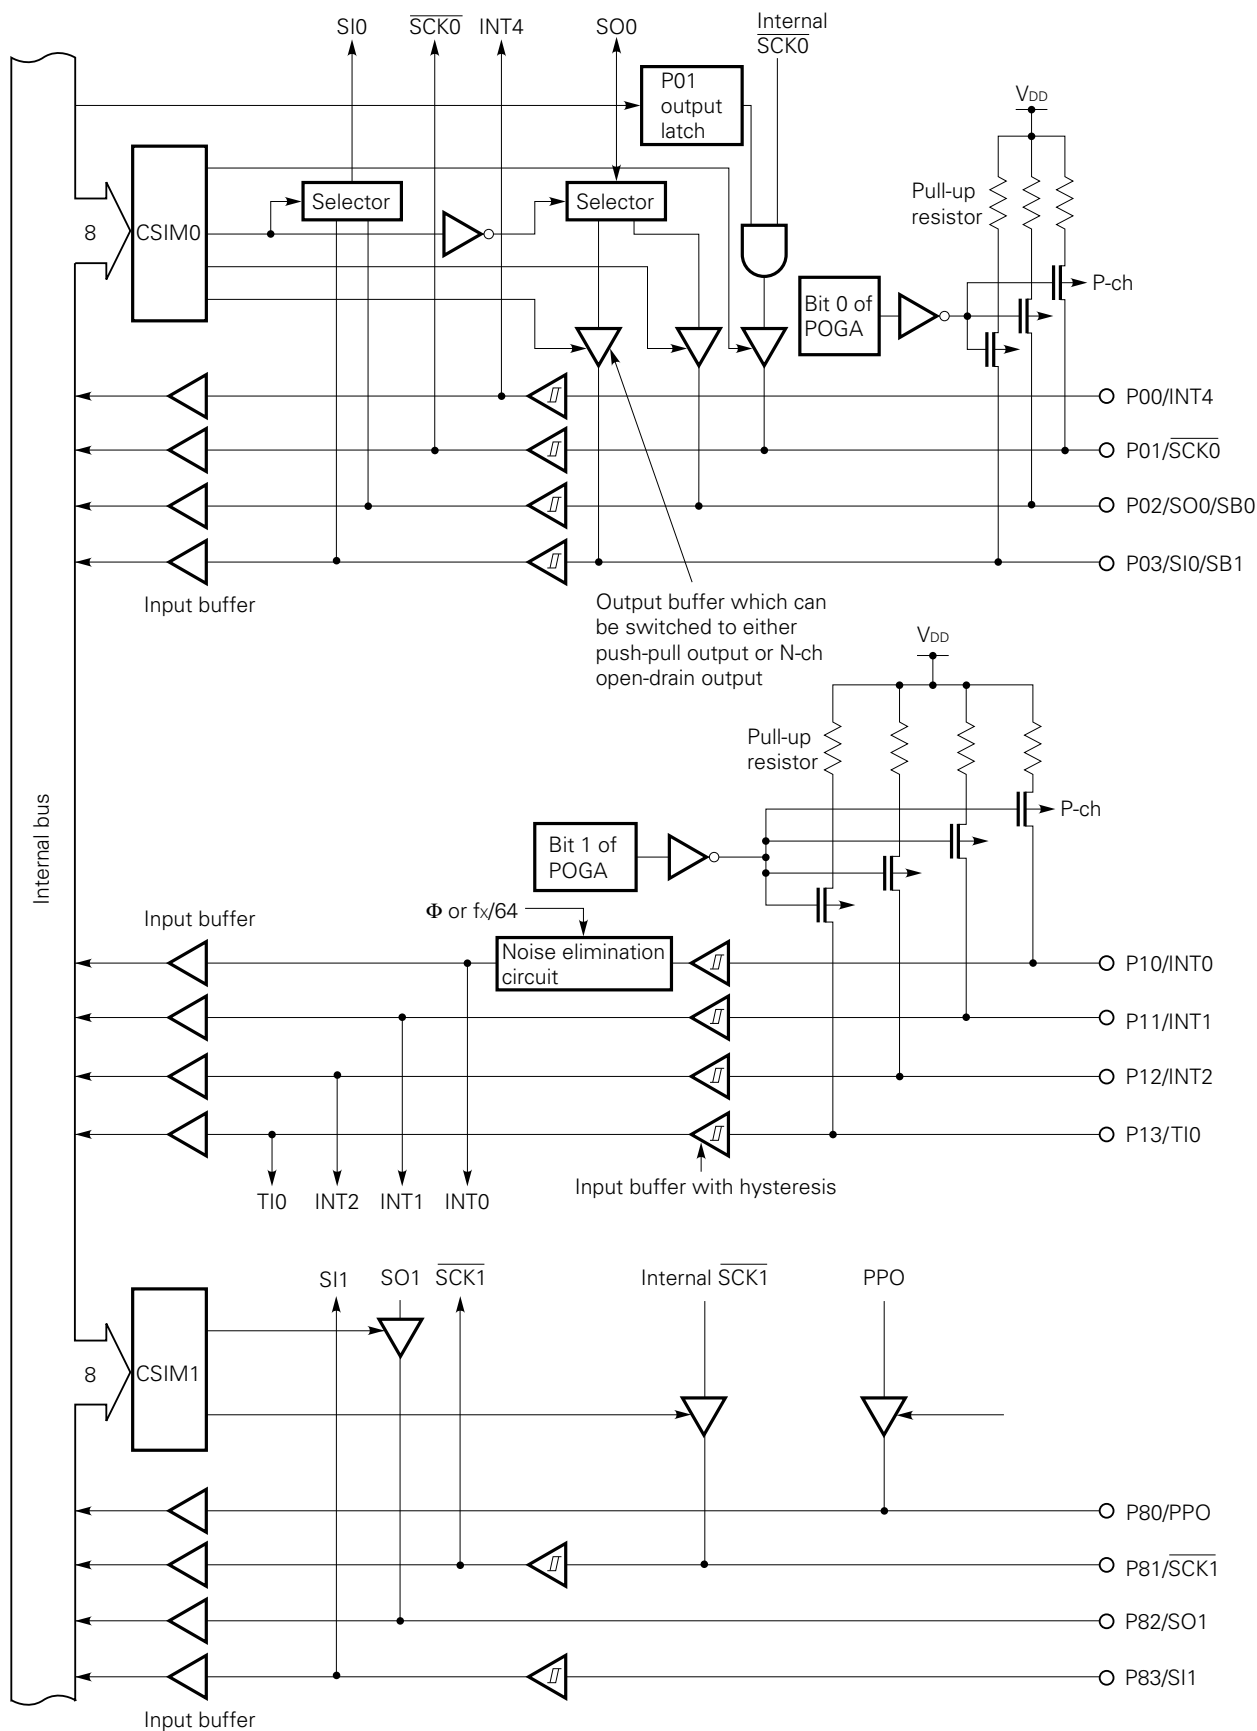 SI0
SCK0
INT4
SO0
Internal
SCK0
P01
output
latch
VDD
Pull-up
resistor
8
CSIM0
Selector
Selector
Bit 0 of
POGA
P-ch
P00/INT4
P01/SCK0
P02/SO0/SB0
P03/SI0/SB1
Input buffer
Output buffer which can
be switched to either
push-pull output or N-ch
open-drain output
VDD
Pull-up
resistor
Internal bus
Bit 1 of
POGA
P-ch
Input buffer
Φ or fX/64
Noise elimination
circuit
P10/INT0
P11/INT1
P12/INT2
P13/TI0
TI0
INT2
INT1
INT0
Input buffer with hysteresis
SI1
SO1
SCK1
Internal SCK1
PPO
8
CSIM1
P80/PPO
P81/SCK1
P82/SO1
P83/SI1
Input buffer